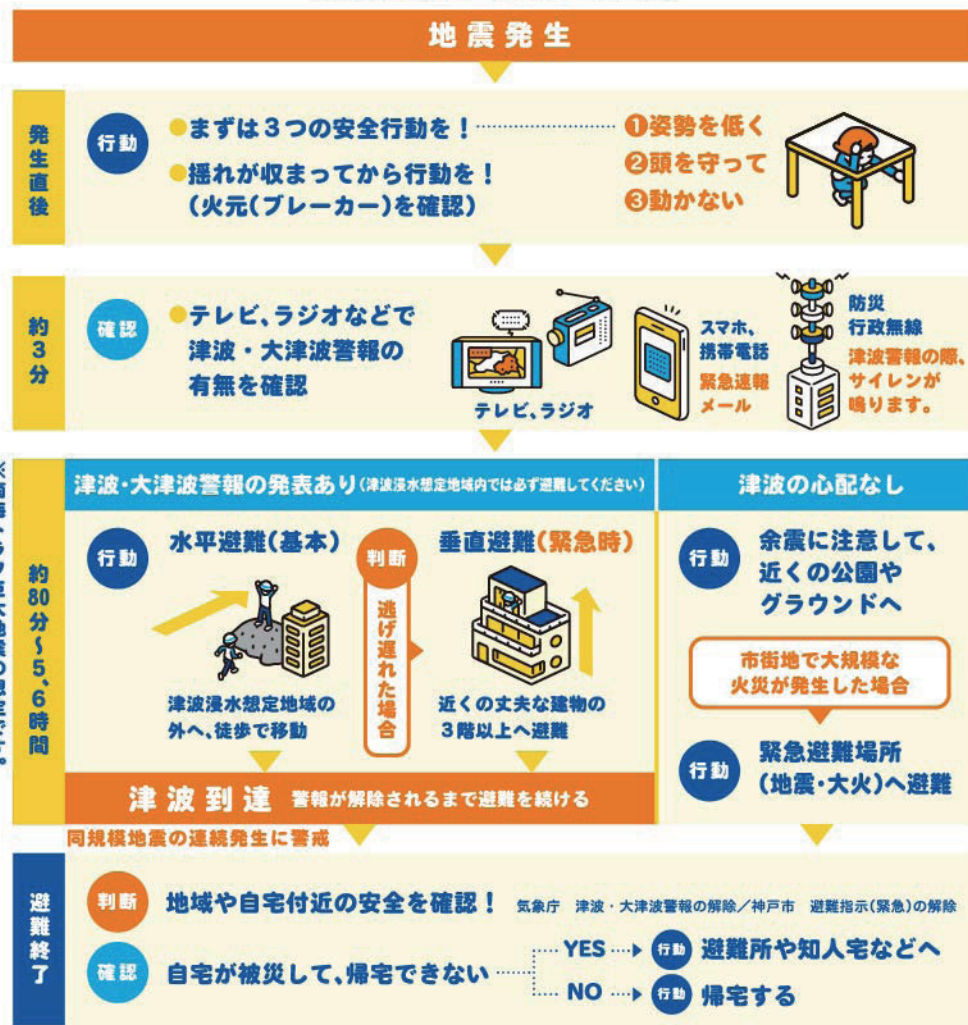 地震発生
発生直後
行動
●まずは3つの安全行動を!
●揺れが収まってから行動を!
(火元(ブレーカー)を確認)
❶姿勢を低く
❷頭を守って
❸動かない
約3分
確認
●テレビ、ラジオなどで
津波・大津波警報の
有無を確認
テレビ、ラジオ
スマホ、
携帯電話
緊急速報
メール
防災
行政無線
津波警報の際、
サイレンが
鳴ります。
約80分〜5、6時間
津波・大津波警報の発表あり(津波浸水想定地域内では必ず避難してください)
行動
水平避難(基本)
津波浸水想定地域の
外へ、徒歩で移動
判断
逃げ遅れた場合
垂直避難(緊急時)
近くの丈夫な建物の
3階以上へ避難
津波到達 警報が解除されるまで避難を続ける
津波の心配なし
行動
余震に注意して、
近くの公園や
グラウンドへ
市街地で大規模な
火災が発生した場合
行動
緊急避難場所
(地震・大火)へ避難
同規模地震の連続発生に警戒
避難終了
判断
地域や自宅付近の安全を確認!
気象庁 津波・大津波警報の解除/神戸市 避難指示(緊急)の解除
確認
自宅が被災して、帰宅できない
YES
行動
避難所や知人宅などへ
NO
行動
帰宅する